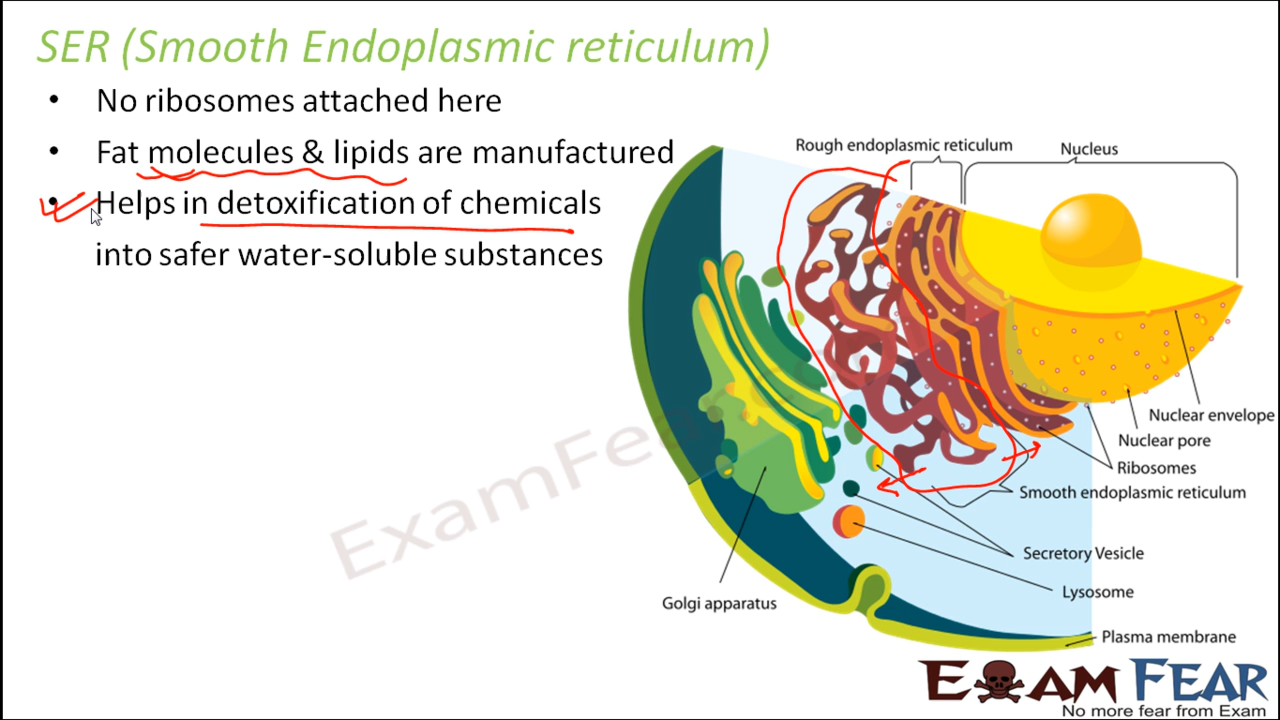 SER (Smooth Endoplasmic reticulum)
• No ribosomes attached here
• Fat molecules & lipids are manufactured
• Helps in detoxification of chemicals
into safer water-soluble substances
Rough endoplasmic reticulum
Nucleus
Nuclear envelope
Nuclear pore
Ribosomes
Smooth endoplasmic reticulum
Secretory Vesicle
Lysosome
Golgi apparatus
Plasma membrane
ExamFear
EXAM FEAR
No more fear from Exam